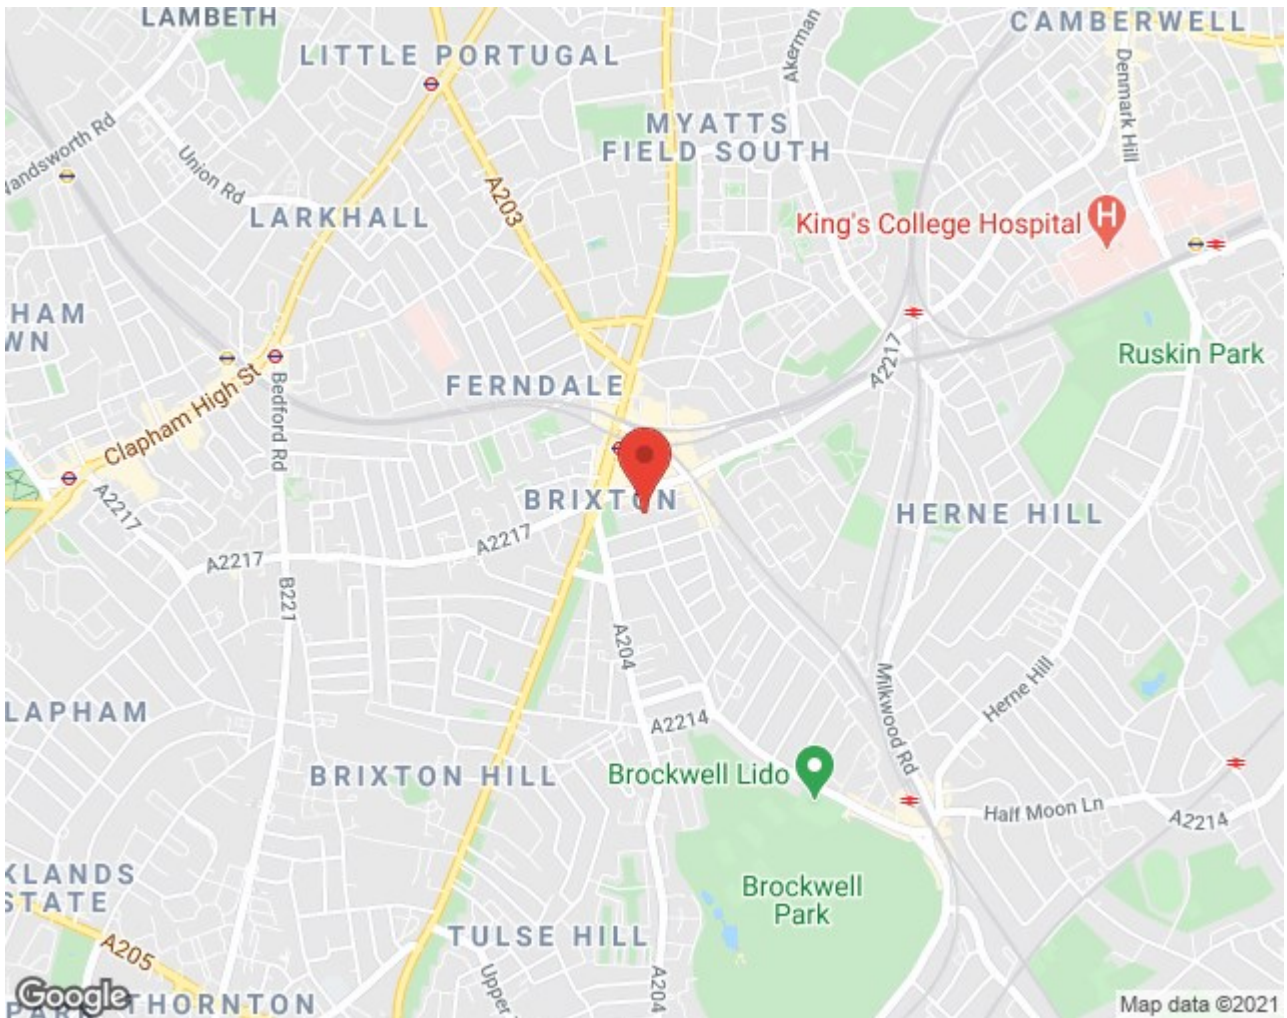 LAMBETH
CAMBERWELL
LITTLE PORTUGAL
Akerman
Denmark Hill
MYATTS
FIELD SOUTH
Wandsworth Rd
Union Rd
A203
LARKHALL
King's College Hospital
H
HAM
WN
Ruskin Park
A2217
FERNDALE
Clapham High St
Bedford Rd
BRIXTON
HERNE HILL
A2217
A2217
A2217
B221
A204
Milkwood Rd
Herne Hill
LAPHAM
A2214
BRIXTON HILL
Brockwell Lido
Half Moon Ln
A2214
KLANDS
STATE
Brockwell
Park
TULSE HILL
A205
Upper
A204
Google
PARK
THORNTON
Map data ©2021